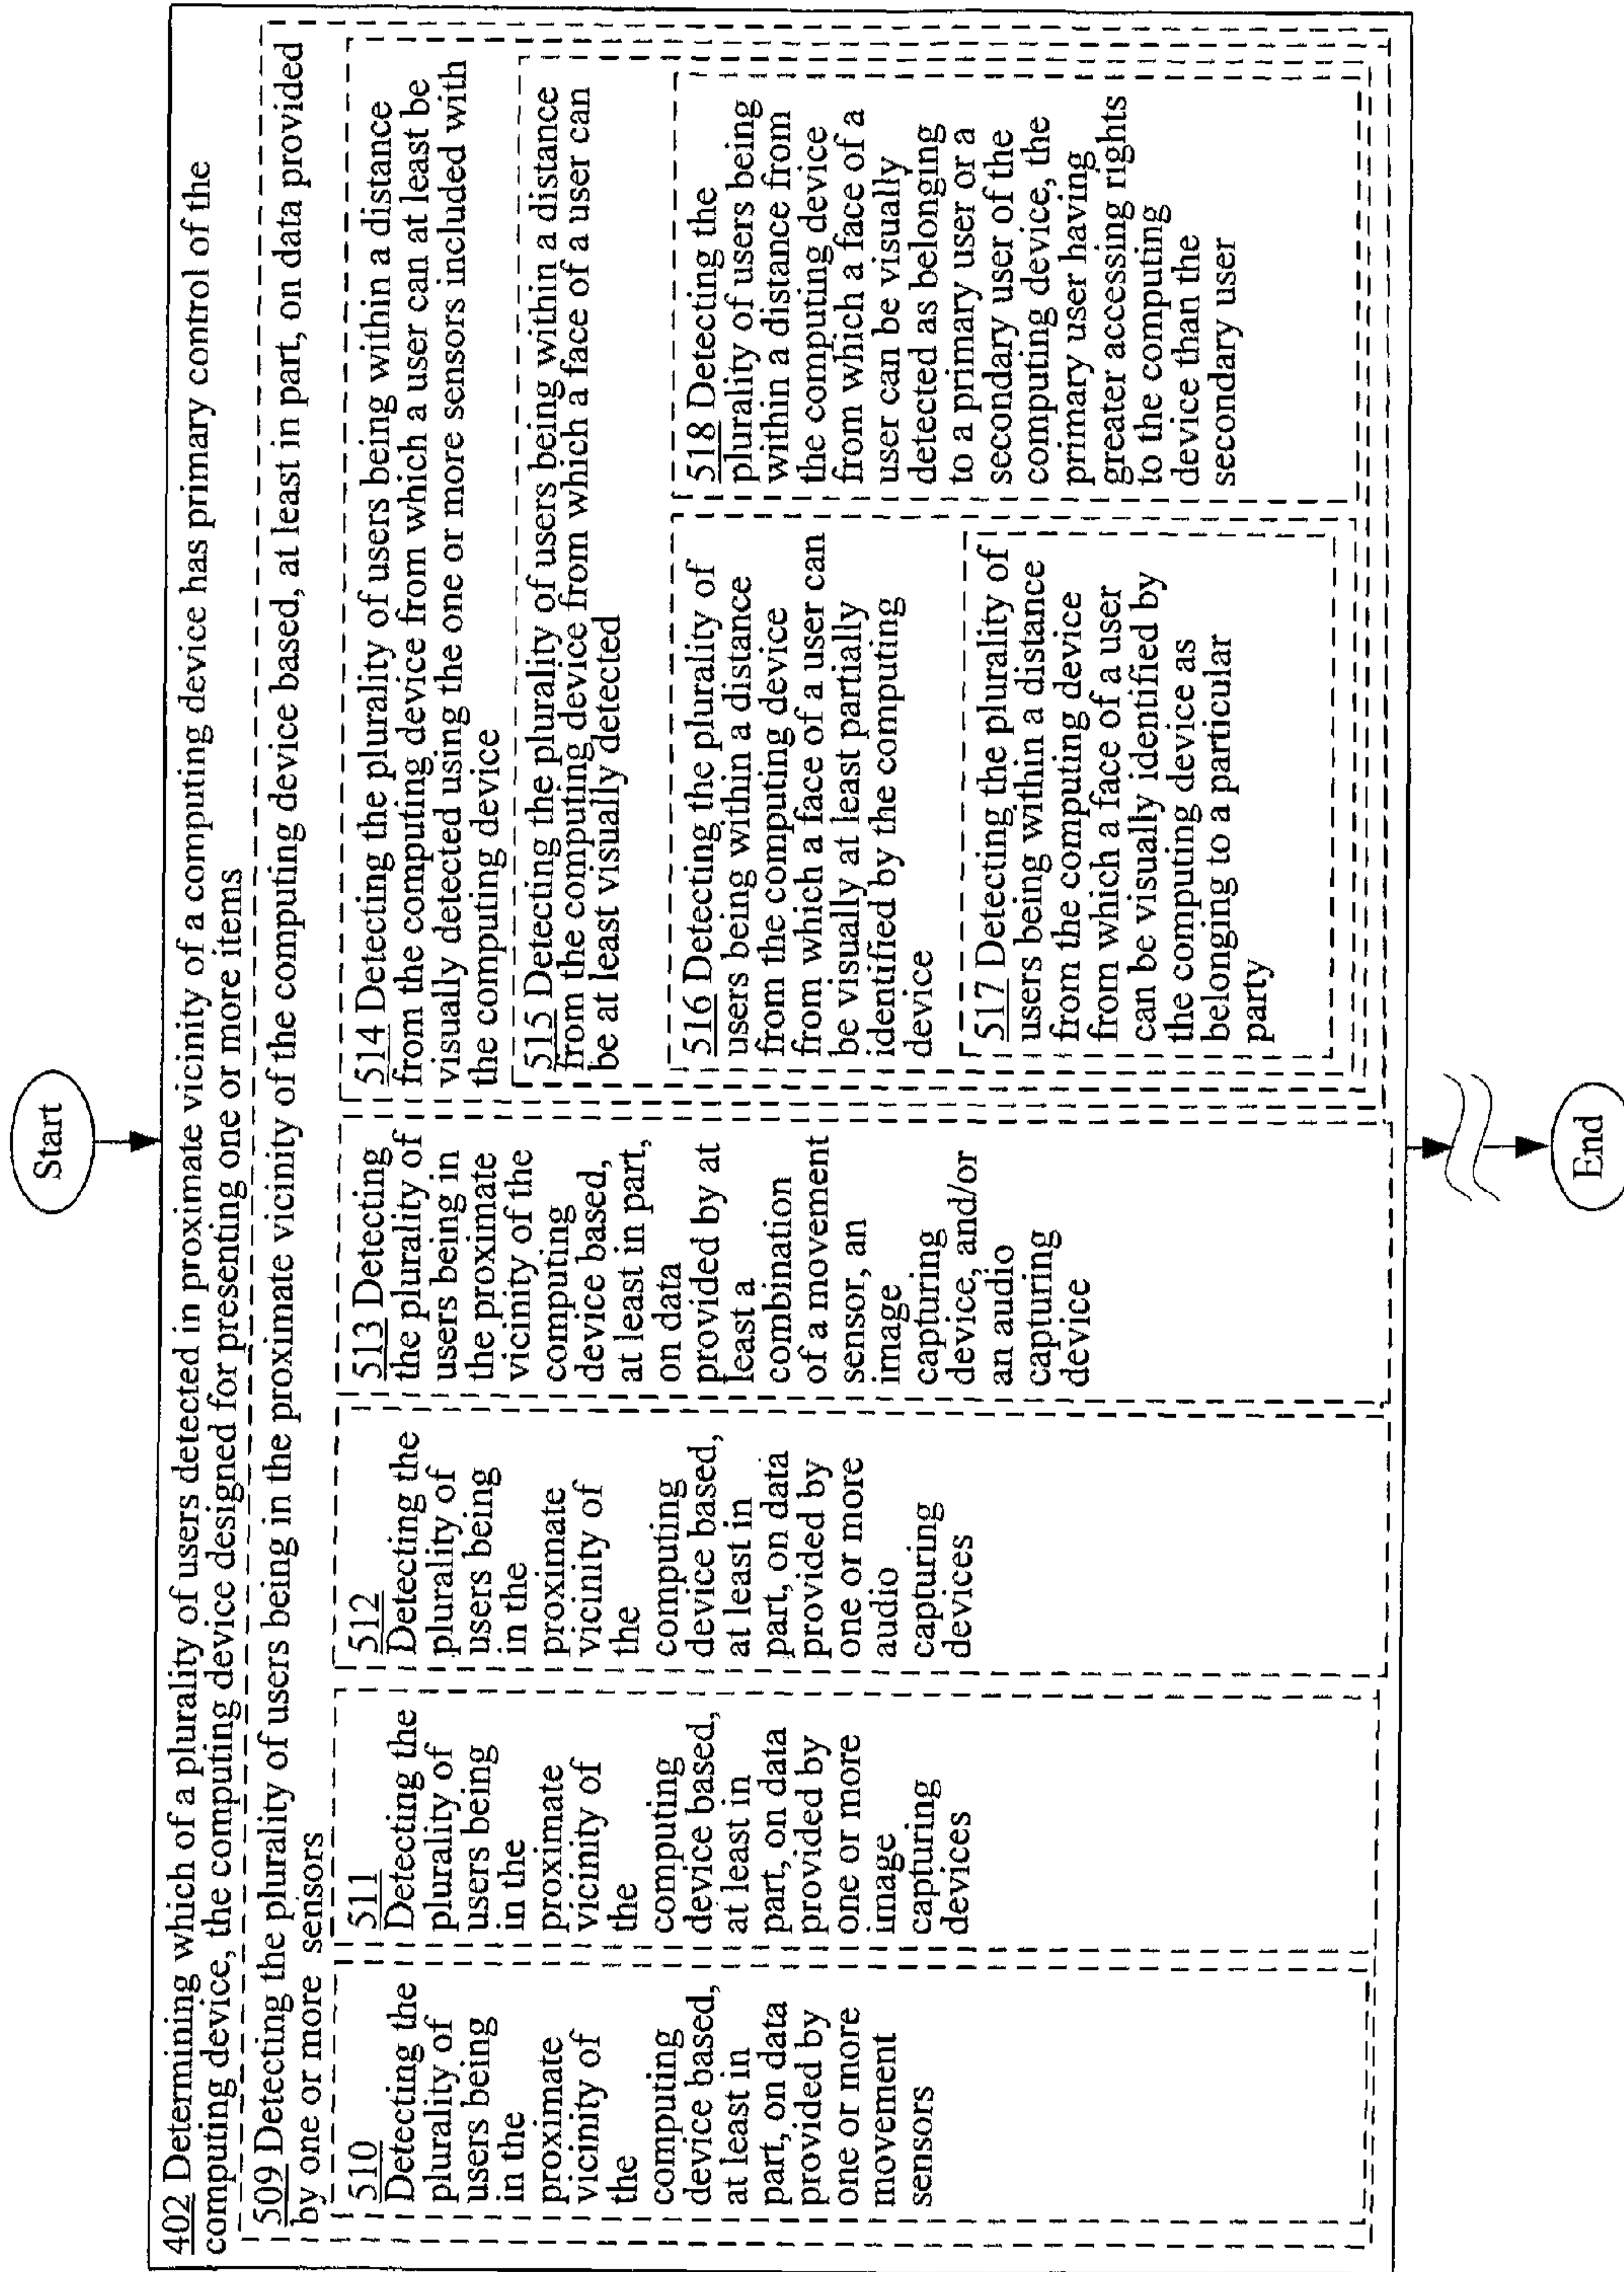 Start
402 Determining which of a plurality of users detected in proximate vicinity of a computing device has primary control of the
computing device, the computing device designed for presenting one or more items
509 Detecting the plurality of users being in the proximate vicinity of the computing device based, at least in part, on data provided
by one or more sensors
510
Detecting the
plurality of
users being
in the
proximate
vicinity of
the
computing
device based,
at least in
part, on data
provided by
one or more
movement
sensors
511
Detecting the
plurality of
users being
in the
proximate
vicinity of
the
computing
device based,
at least in
part, on data
provided by
one or more
image
capturing
devices
512
Detecting the
plurality of
users being
in the
proximate
vicinity of
the
computing
device based,
at least in
part, on data
provided by
one or more
audio
capturing
devices
513 Detecting
the plurality of
users being in
the proximate
vicinity of the
computing
device based,
at least in part,
on data
provided by at
least a
combination
of a movement
sensor, an
image
capturing
device, and/or
an audio
capturing
device
514 Detecting the plurality of users being within a distance
from the computing device from which a user can at least be
visually detected using the one or more sensors included with
the computing device
515 Detecting the plurality of users being within a distance
from the computing device from which a face of a user can
be at least visually detected
516 Detecting the plurality of
users being within a distance
from the computing device
from which a face of a user can
be visually at least partially
identified by the computing
device
517 Detecting the plurality of
users being within a distance
from the computing device
from which a face of a user
can be visually identified by
the computing device as
belonging to a particular
party
518 Detecting the
plurality of users being
within a distance from
the computing device
from which a face of a
user can be visually
detected as belonging
to a primary user or a
secondary user of the
computing device, the
primary user having
greater accessing rights
to the computing
device than the
secondary user
End